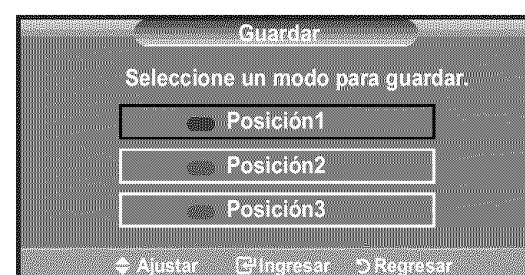 Guardar
Seleccione un modo para guardar.
Posición1
Posición2
Posición3
Ajustar Ingresar Regresar